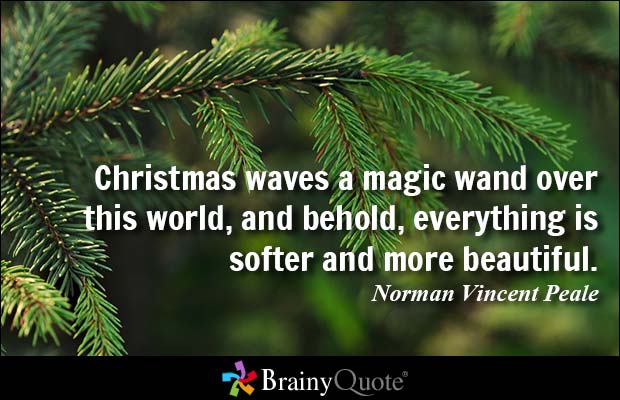 Christmas waves a magic wand over
this world, and behold, everything is
softer and more beautiful.
Norman Vincent Peale
BrainyQuote®